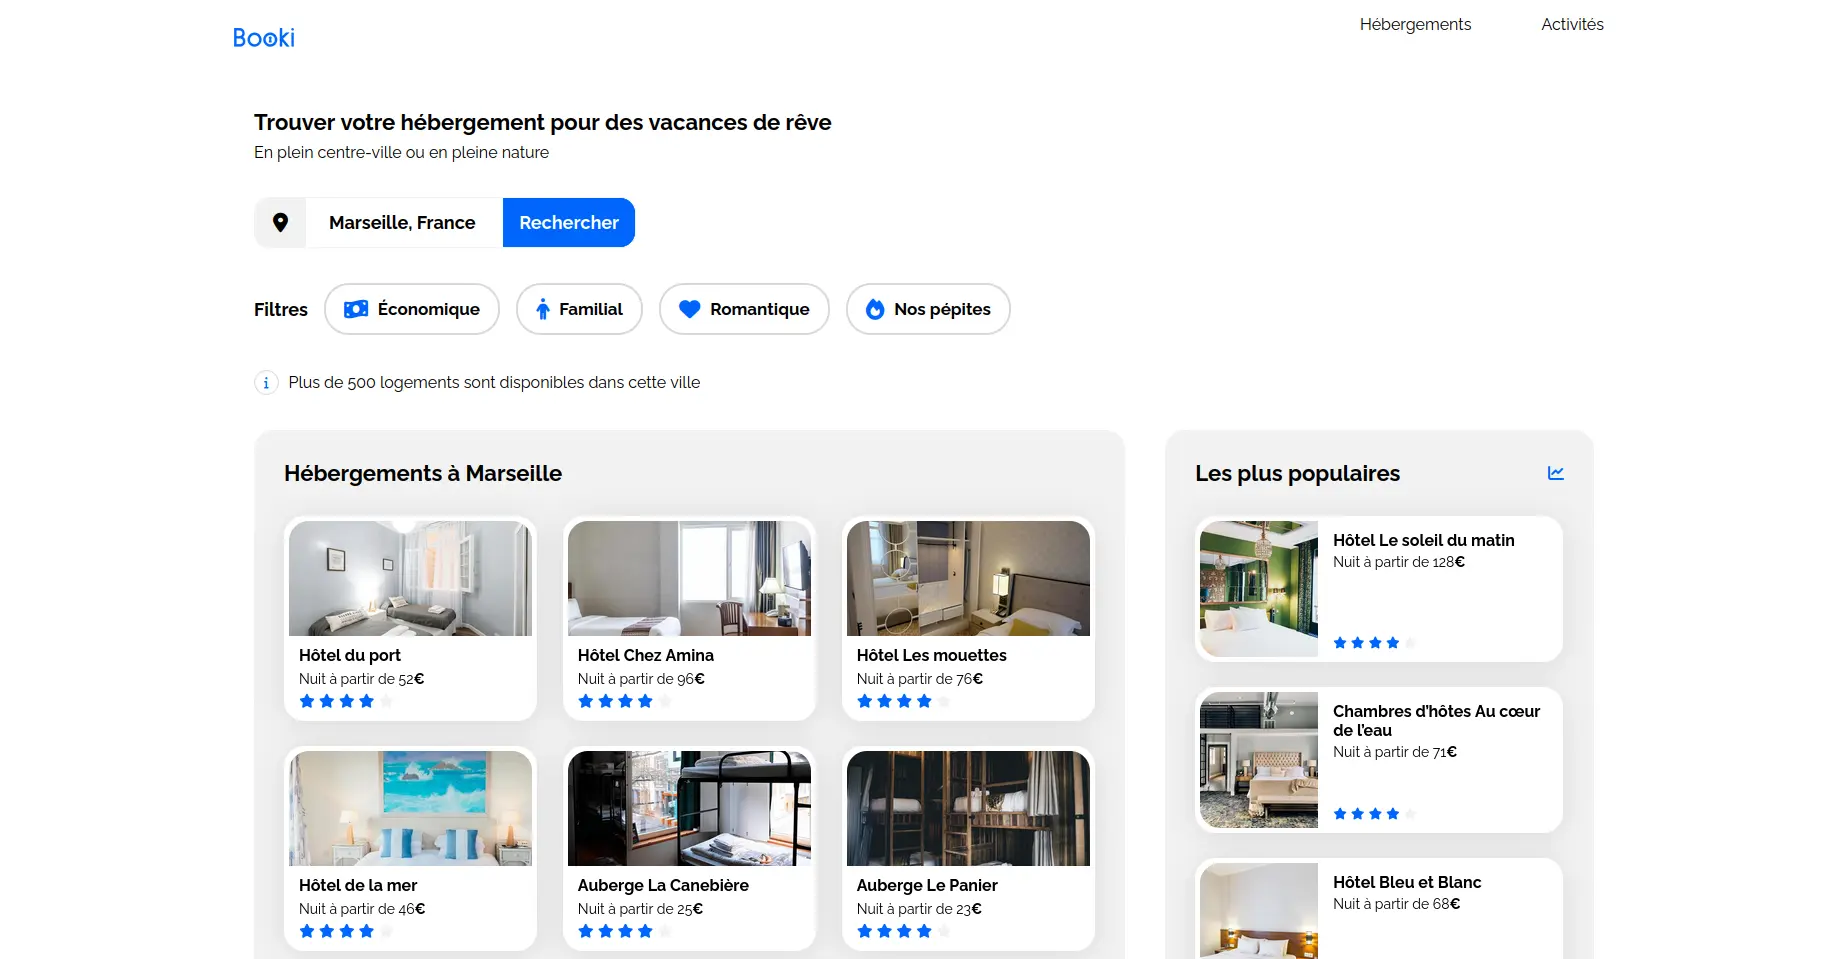 Booki
Hébergements
Activités
Trouver votre hébergement pour des vacances de rêve
En plein centre-ville ou en pleine nature
Marseille, France
Rechercher
Filtres
Économique
Familial
Romantique
Nos pépites
Plus de 500 logements sont disponibles dans cette ville
Hébergements à Marseille
Hôtel du port
Nuit à partir de 52€
Hôtel Chez Amina
Nuit à partir de 96€
Hôtel Les mouettes
Nuit à partir de 76€
Hôtel de la mer
Nuit à partir de 46€
Auberge La Canebière
Nuit à partir de 25€
Auberge Le Panier
Nuit à partir de 23€
Les plus populaires
Hôtel Le soleil du matin
Nuit à partir de 128€
Chambres d’hôtes Au cœur
de l’eau
Nuit à partir de 71€
Hôtel Bleu et Blanc
Nuit à partir de 68€